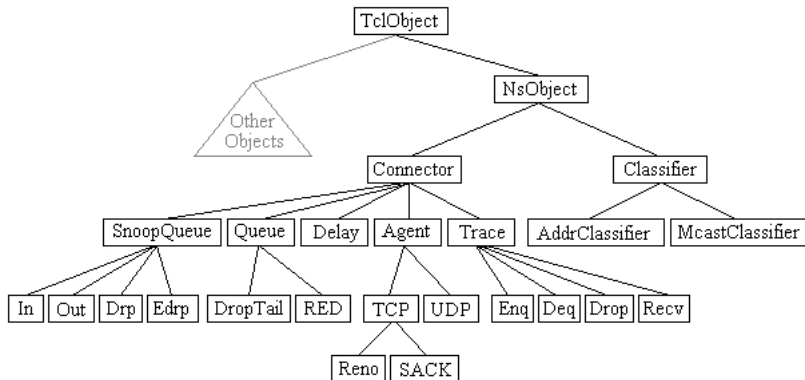 TclObject
NsObject
Other
Objects
Connector
Classifier
SnoopQueue
Queue
Delay
Agent
Trace
AddrClassifier
McastClassifier
In
Out
Drp
Edrp
DropTail
RED
TCP
UDP
Enq
Deq
Drop
Recv
Reno
SACK